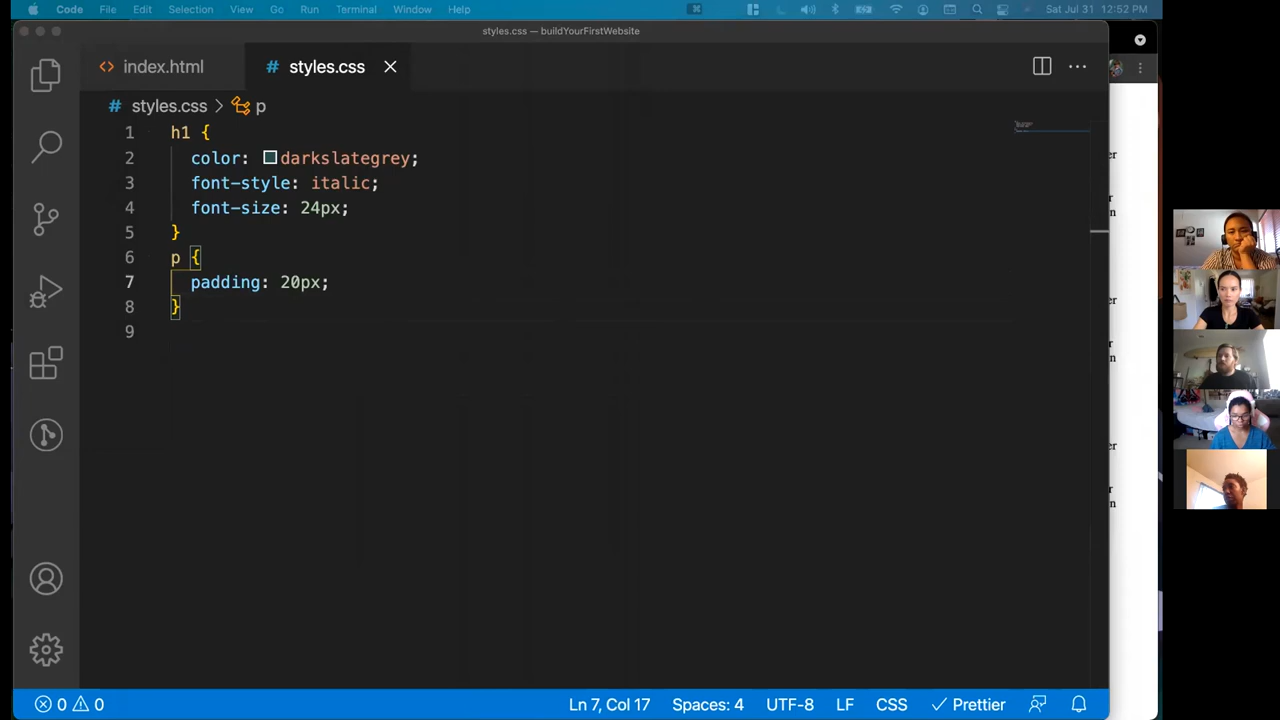 Code File Edit Selection View Go Run Terminal Window Help Sat Jul 31 12:52 PM
styles.css — buildYourFirstWebsite
<> index.html # styles.css
# styles.css > p
1 h1 {
2 color: darkslategrey;
3 font-style: italic;
4 font-size: 24px;
5 }
6 p {
7 padding: 20px;
8 }
9
er
r
n
er
r
n
er
r
n
0 0 Ln 7, Col 17 Spaces: 4 UTF-8 LF CSS Prettier